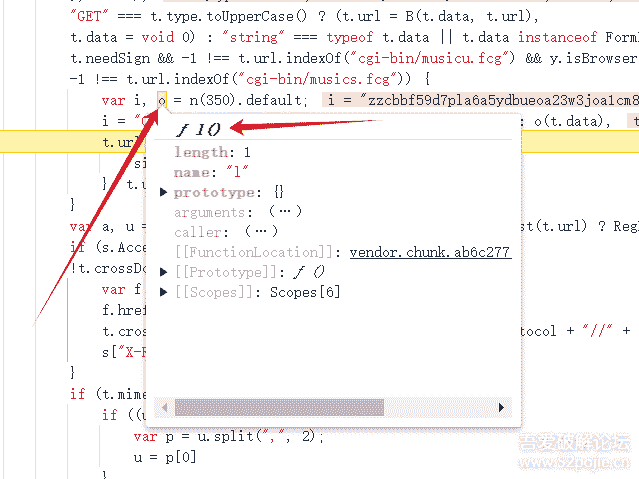 "GET" === t.type.toUpperCase() ? (t.url = B(t.data, t.url),
t.data = void 0) : "string" === typeof t.data || t.data instanceof Form
t.needSign && -1 !== t.url.indexOf("cgi-bin/musicu.fcg") && y.isBrowser
-1 !== t.url.indexOf("cgi-bin/musics.fcg")) {
var i, o = n(350).default; i = "zzcbbf59d7pla6a5ydbueoa23w3joa1cm8
i = "G : o(t.data),
t.url
si
} t.u
}
var a, u = st(t.url) ? Reg
if (s.Acce
!t.crossDo
var f
f.href
t.cros tocol + "//" +
s["X-R
}
if (t.mime
if ((u
var p = u.split(",", 2);
u = p[0]
}
ƒ l()
length: 1
name: "l"
prototype: {}
arguments: (…)
caller: (…)
[[FunctionLocation]]: vendor.chunk.ab6c277
[[Prototype]]: ƒ ()
[[Scopes]]: Scopes[6]
吾爱破解论坛
www.52pojie.cn